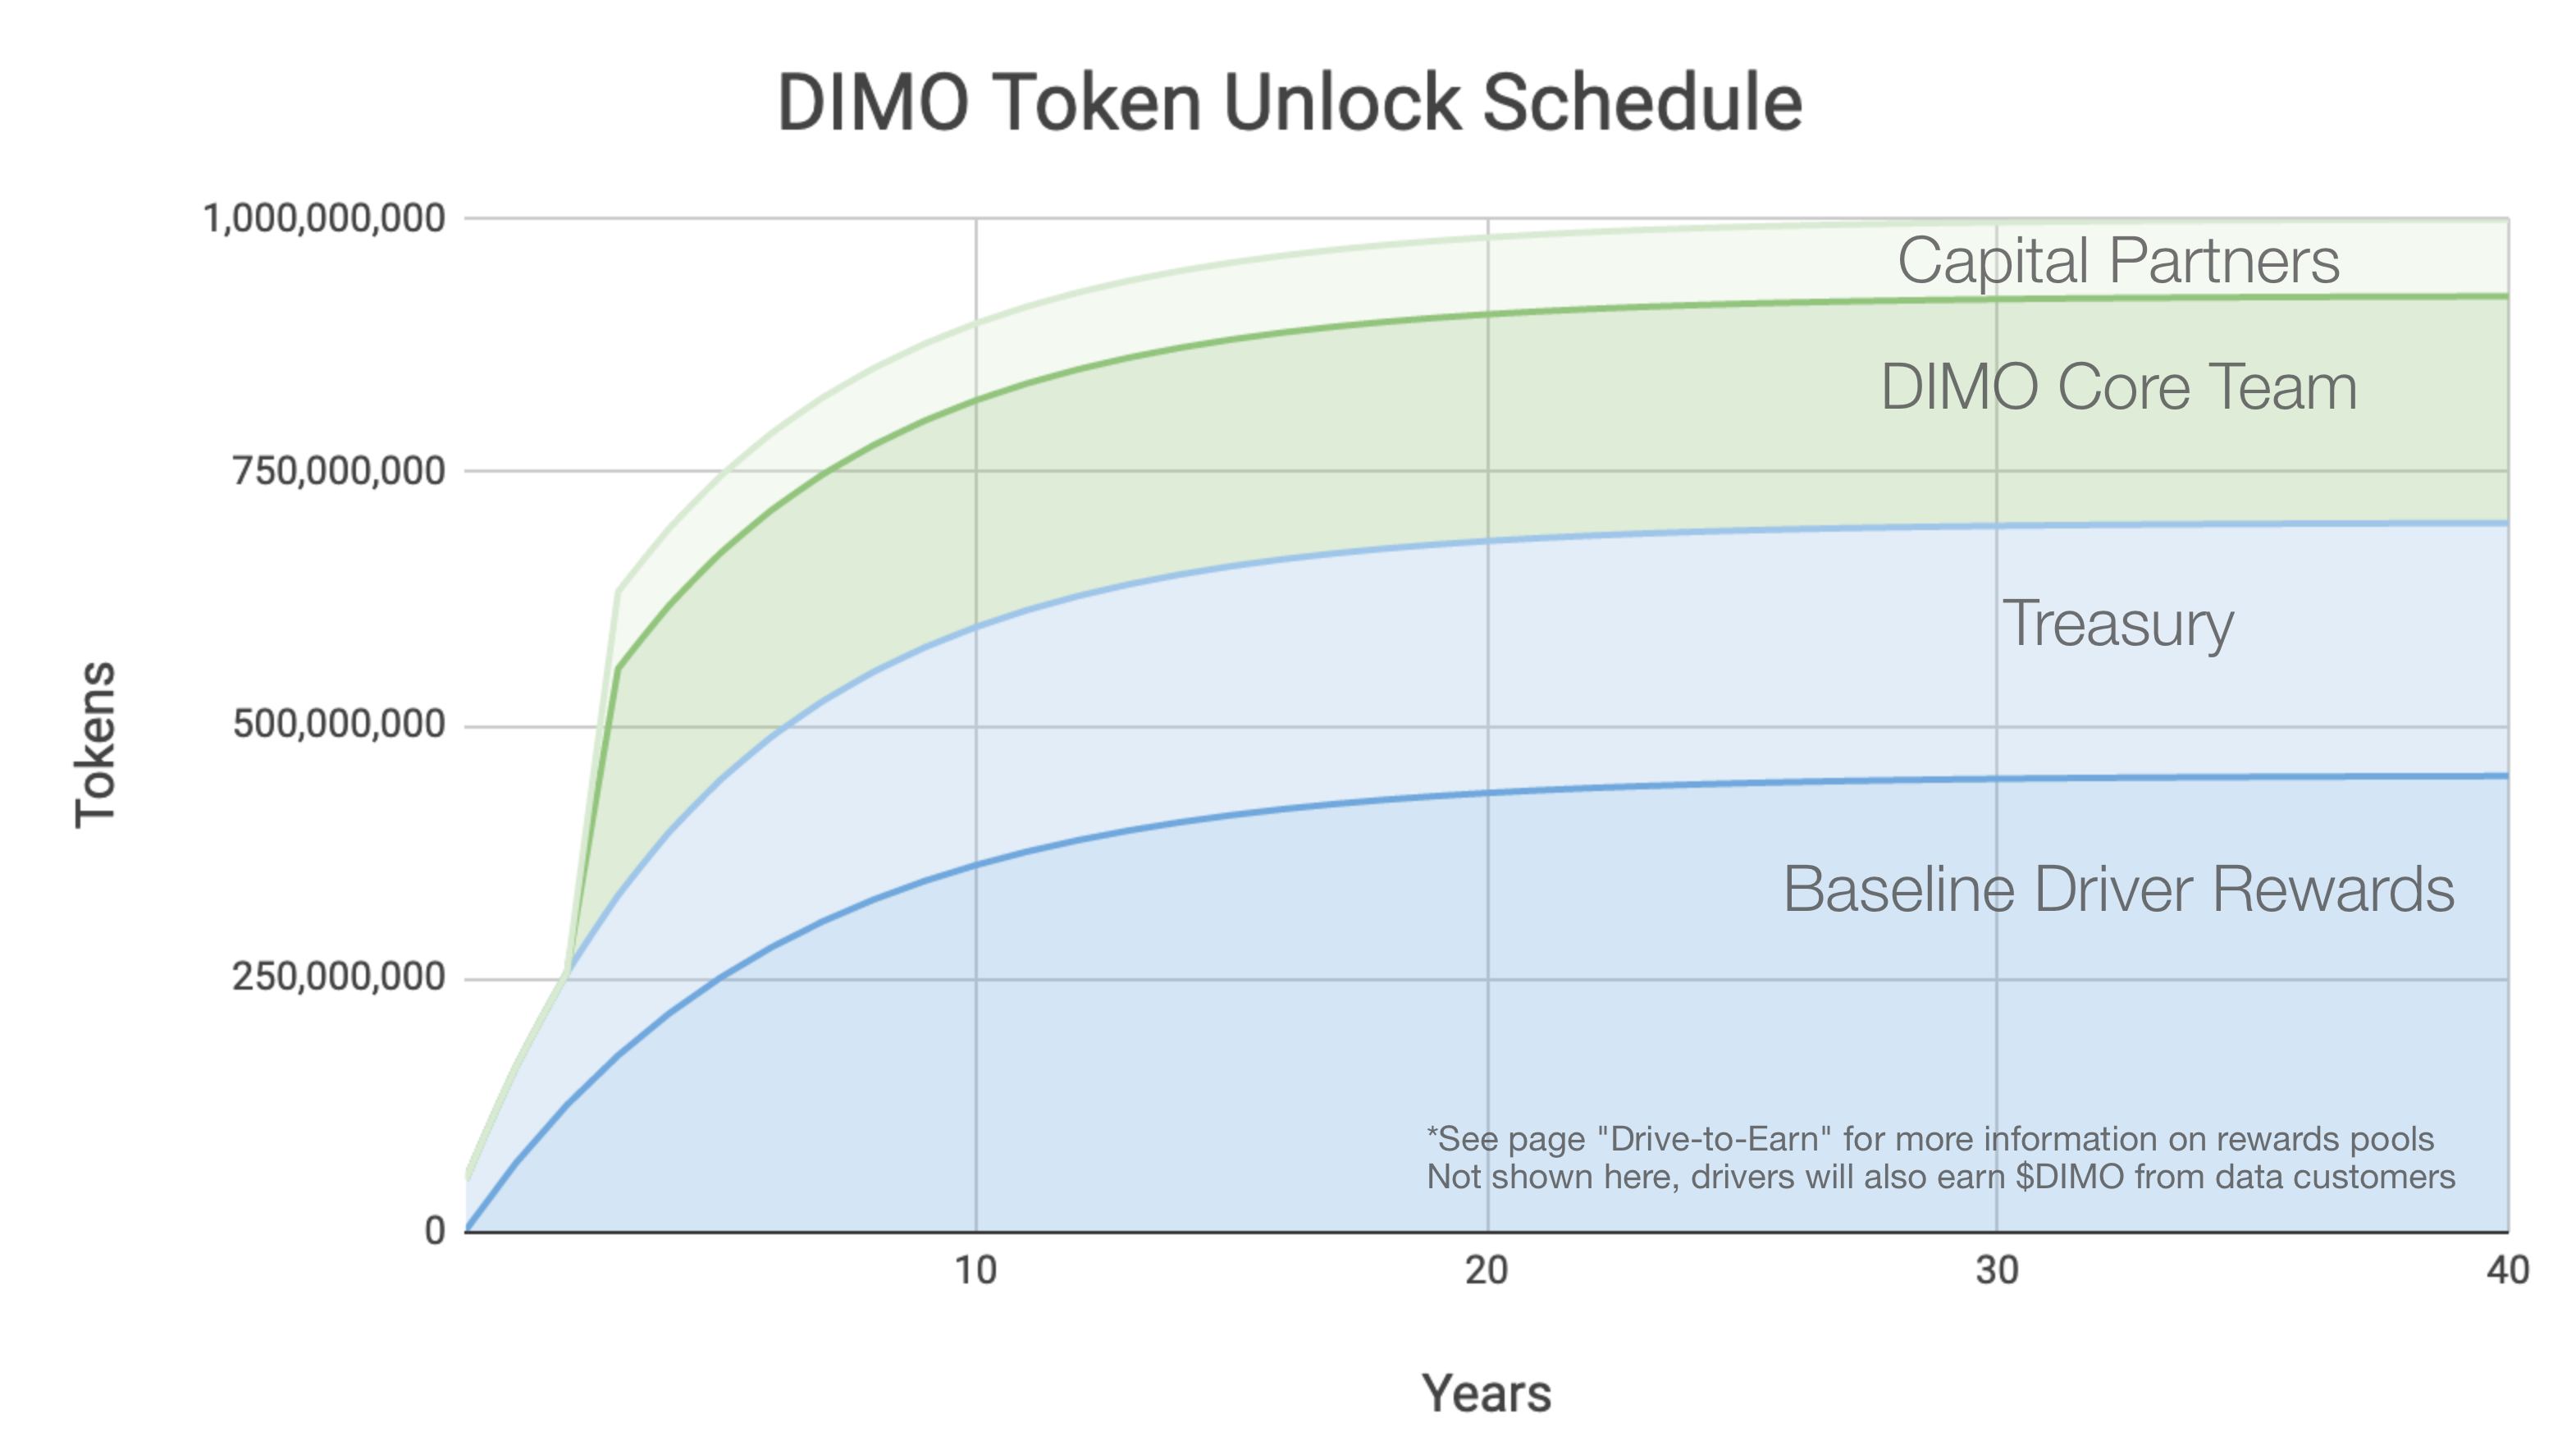 DIMO Token Unlock Schedule
1,000,000,000
750,000,000
500,000,000
250,000,000
0
Tokens
Capital Partners
DIMO Core Team
Treasury
Baseline Driver Rewards
*See page "Drive-to-Earn" for more information on rewards pools
Not shown here, drivers will also earn $DIMO from data customers
10
20
30
40
Years